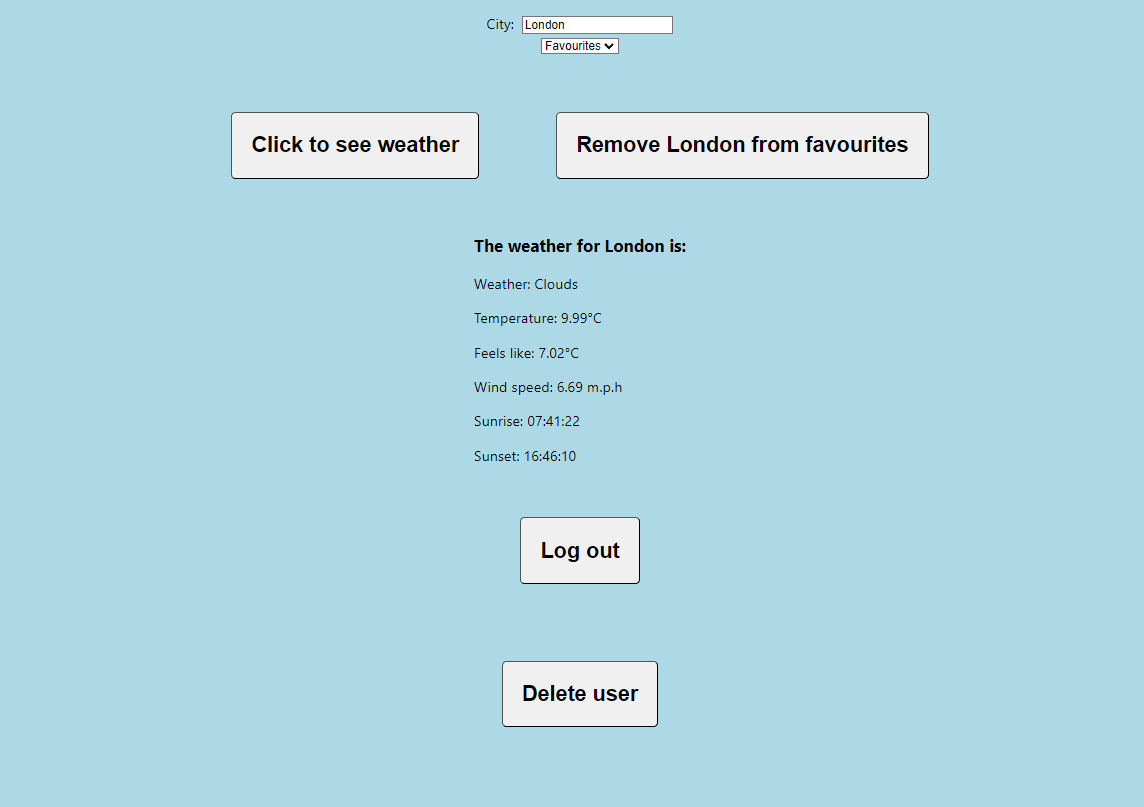 City: London
Favourites
Click to see weather
Remove London from favourites
The weather for London is:
Weather: Clouds
Temperature: 9.99°C
Feels like: 7.02°C
Wind speed: 6.69 m.p.h
Sunrise: 07:41:22
Sunset: 16:46:10
Log out
Delete user